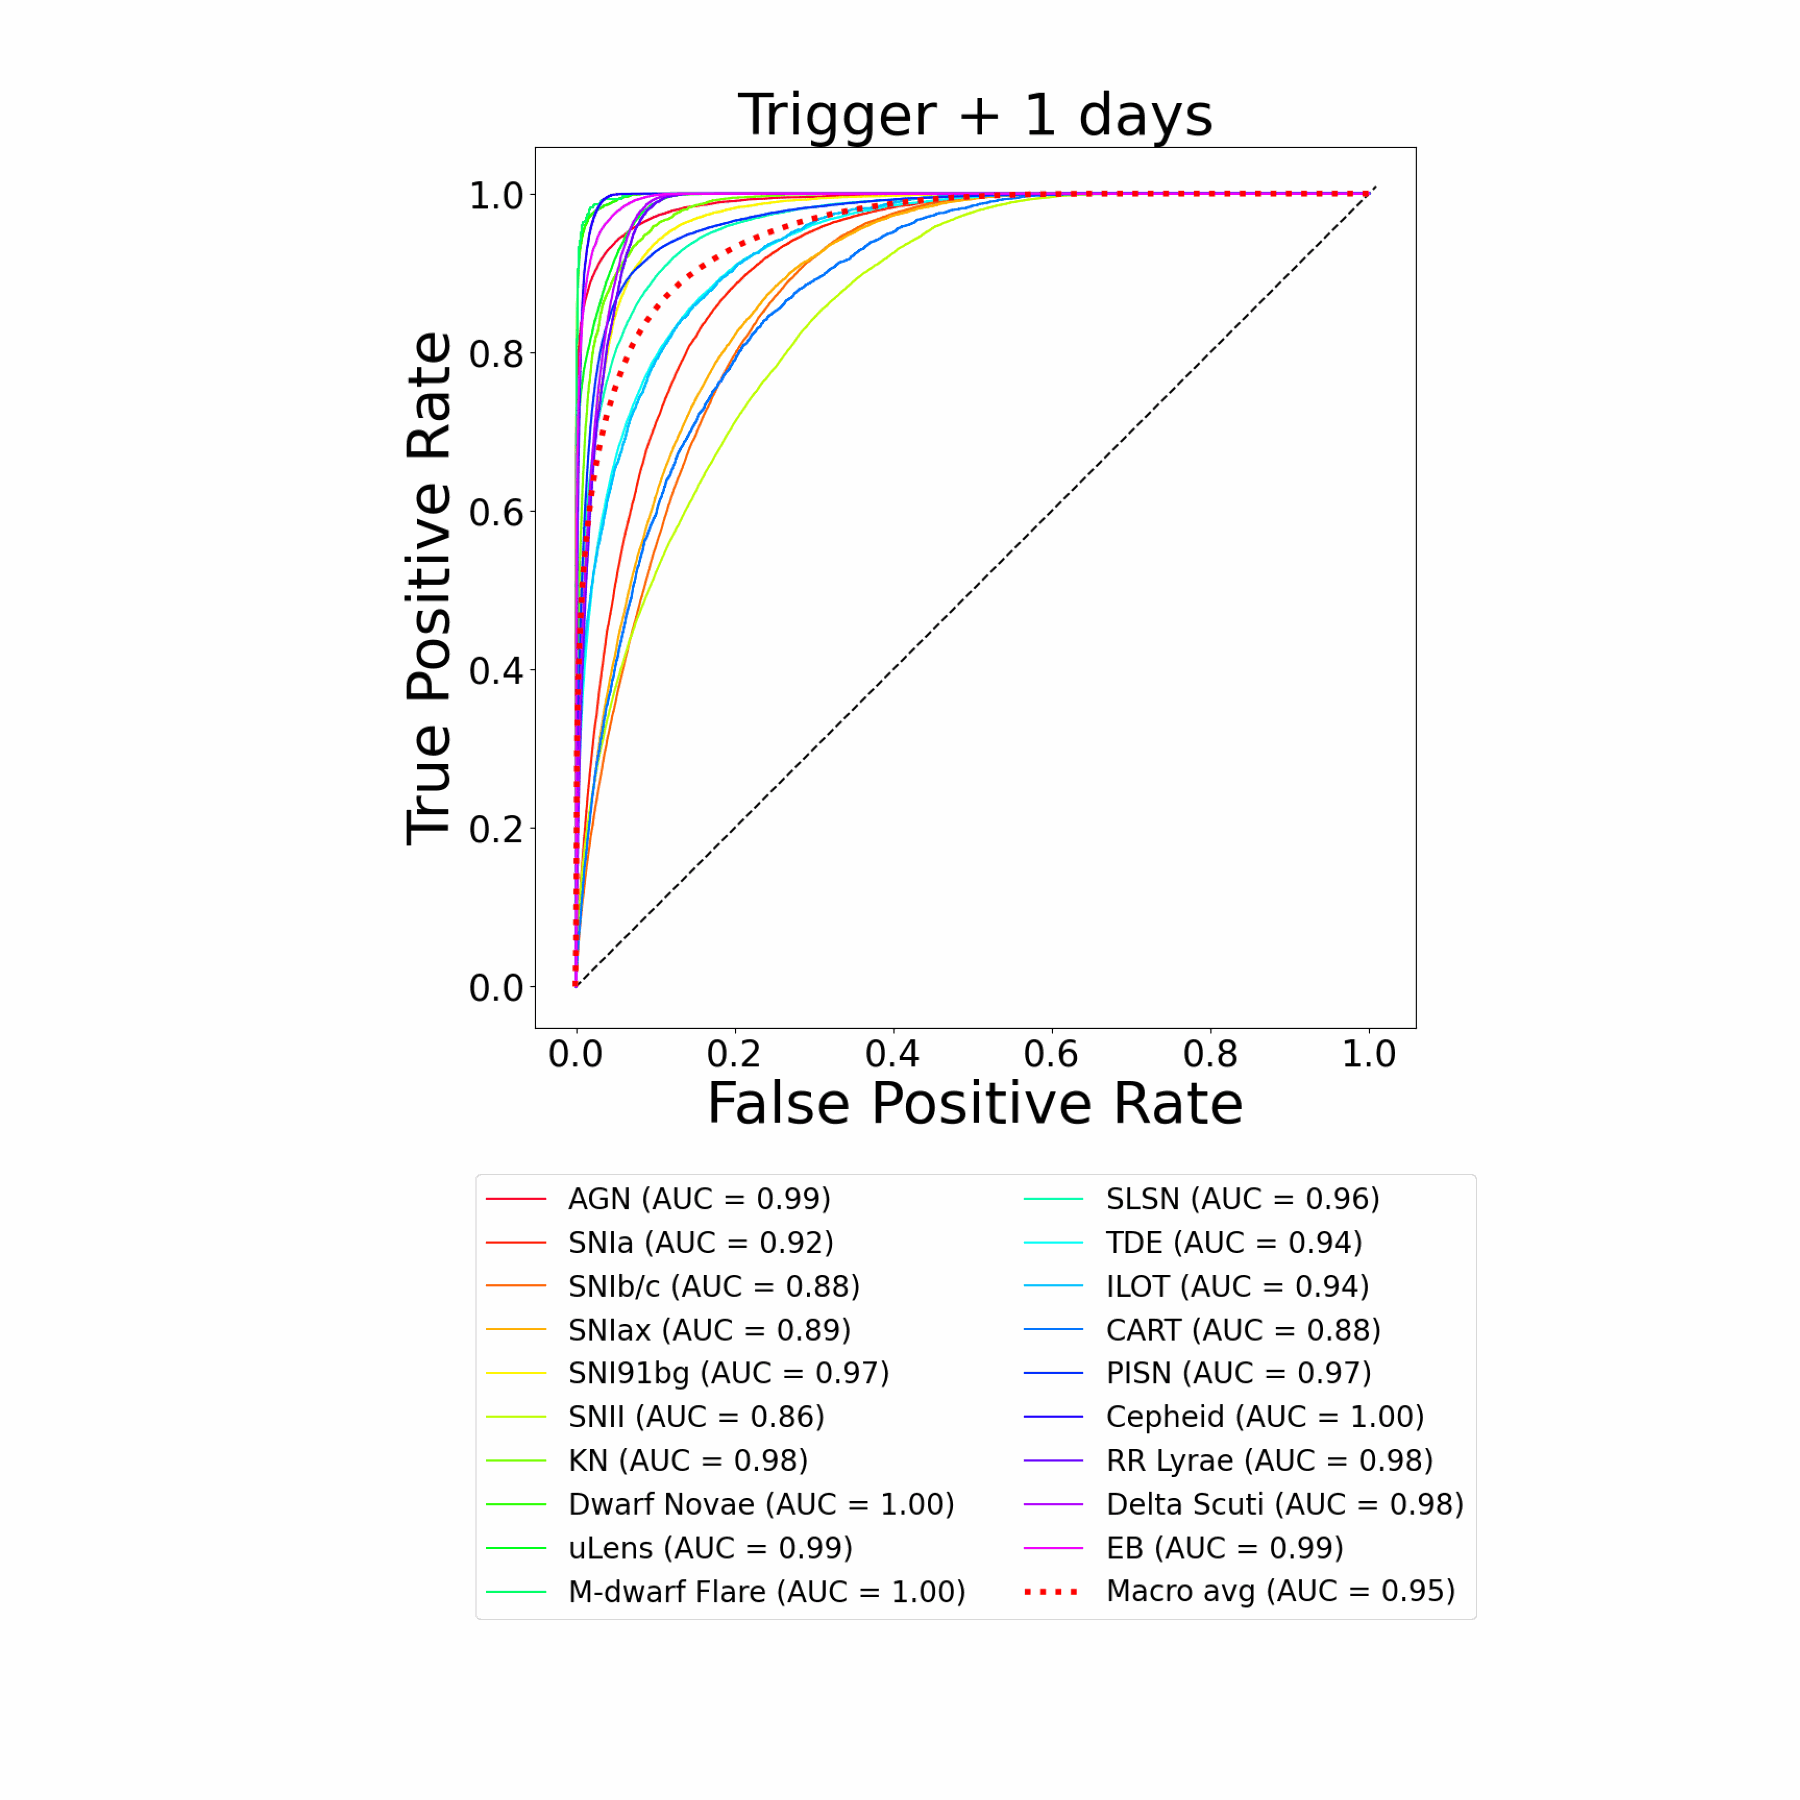 Trigger + 1 days
True Positive Rate
1.0
0.8
0.6
0.4
0.2
0.0
0.0 0.2 0.4 0.6 0.8 1.0
False Positive Rate
AGN (AUC = 0.99)
SNIa (AUC = 0.92)
SNIb/c (AUC = 0.88)
SNIax (AUC = 0.89)
SNI91bg (AUC = 0.97)
SNII (AUC = 0.86)
KN (AUC = 0.98)
Dwarf Novae (AUC = 1.00)
uLens (AUC = 0.99)
M-dwarf Flare (AUC = 1.00)
SLSN (AUC = 0.96)
TDE (AUC = 0.94)
ILOT (AUC = 0.94)
CART (AUC = 0.88)
PISN (AUC = 0.97)
Cepheid (AUC = 1.00)
RR Lyrae (AUC = 0.98)
Delta Scuti (AUC = 0.98)
EB (AUC = 0.99)
Macro avg (AUC = 0.95)